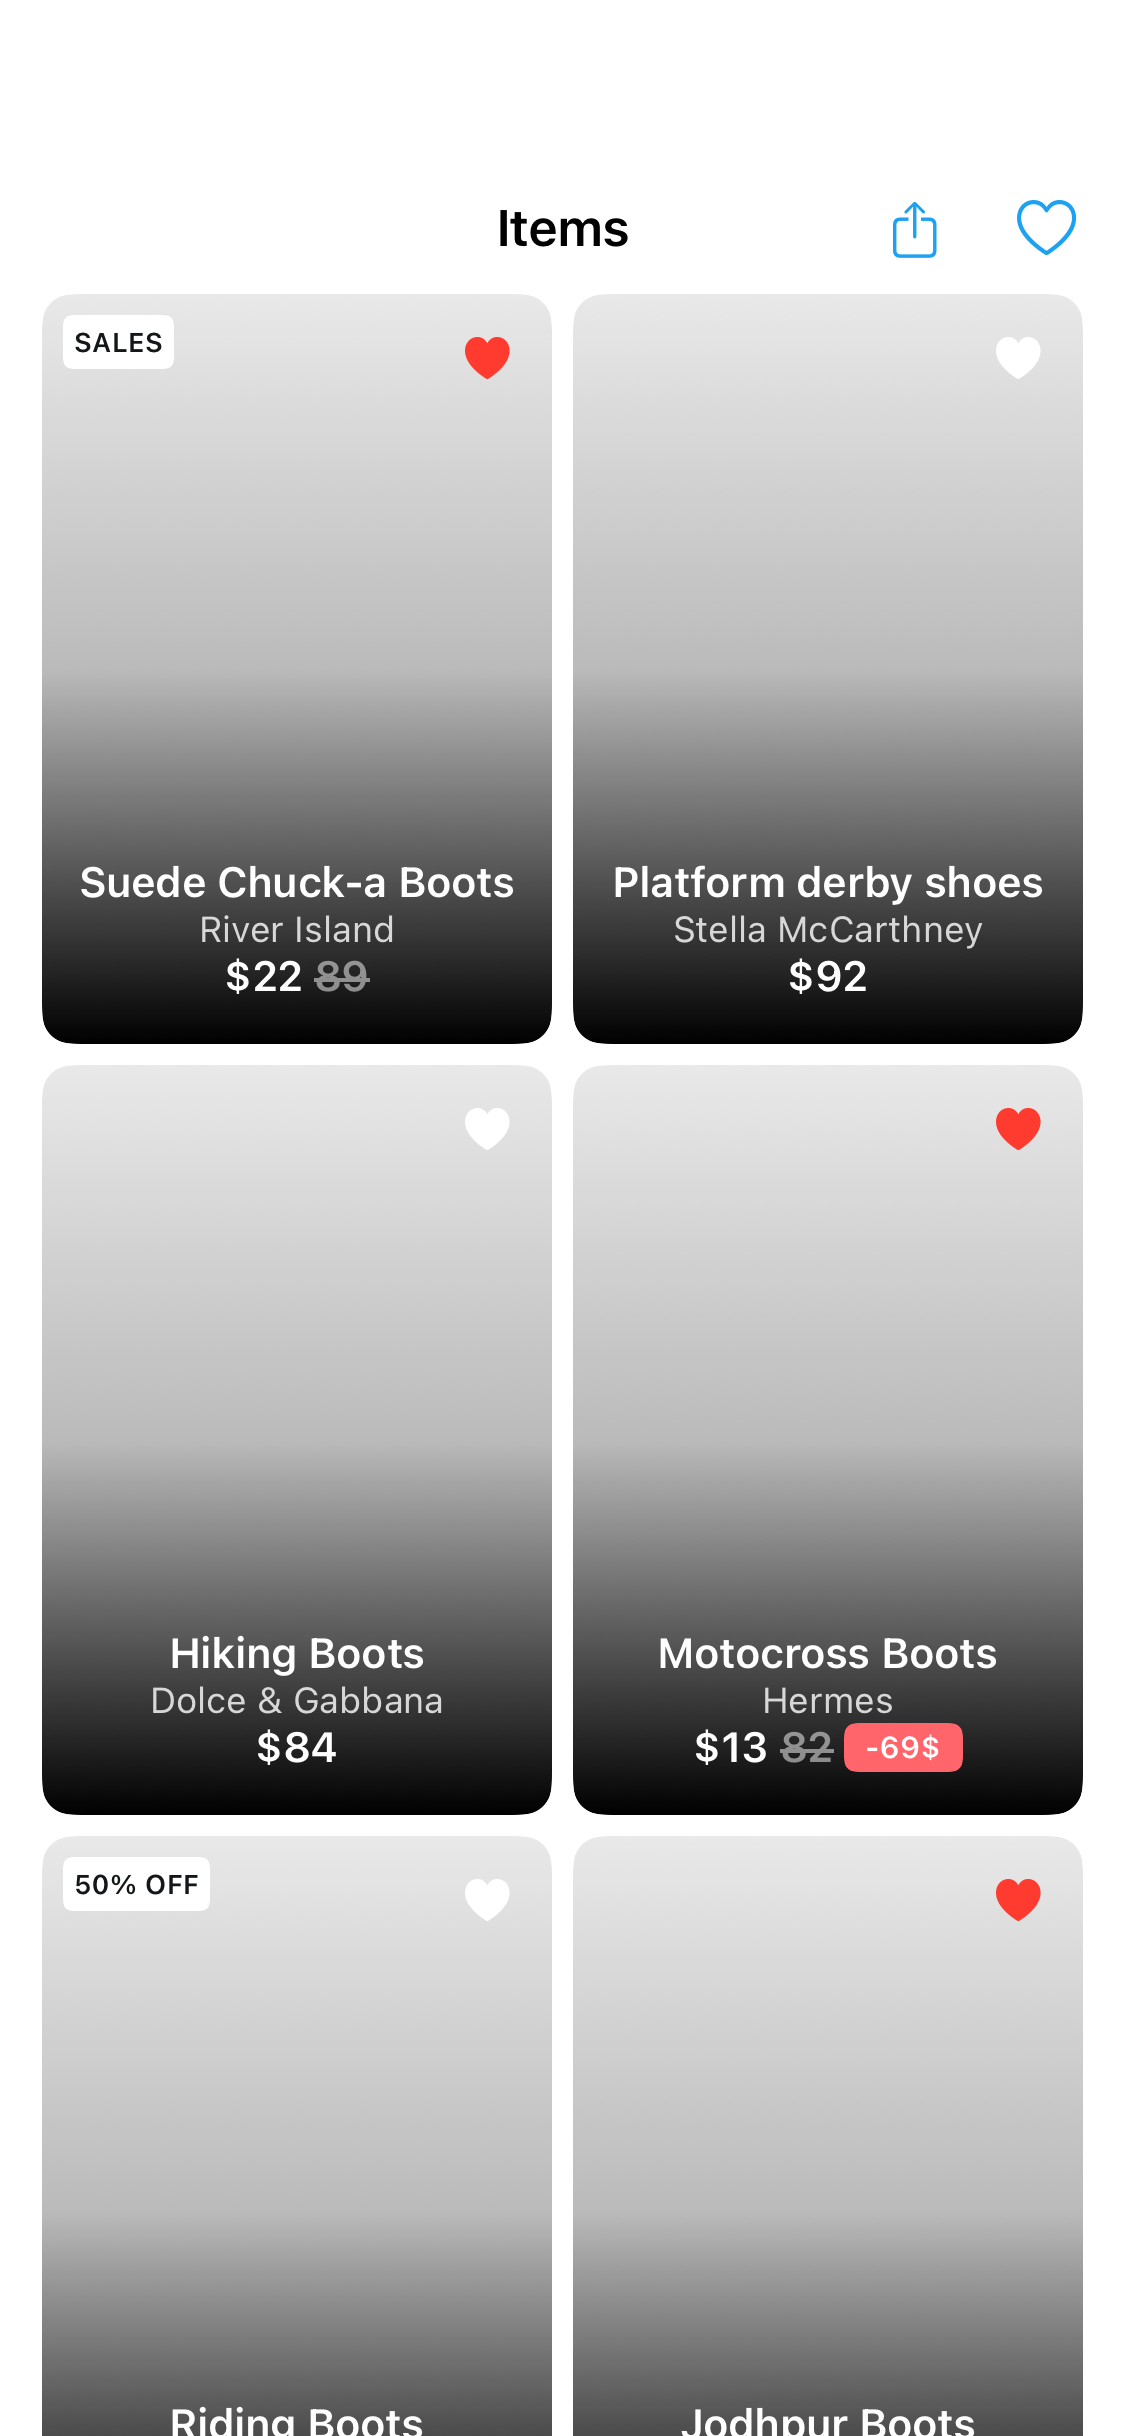 Items
SALES
Suede Chuck-a Boots
River Island
$22 89
Platform derby shoes
Stella McCarthney
$92
Hiking Boots
Dolce & Gabbana
$84
Motocross Boots
Hermes
$13 82 -69$
50% OFF
Riding Boots
Jodhpur Boots